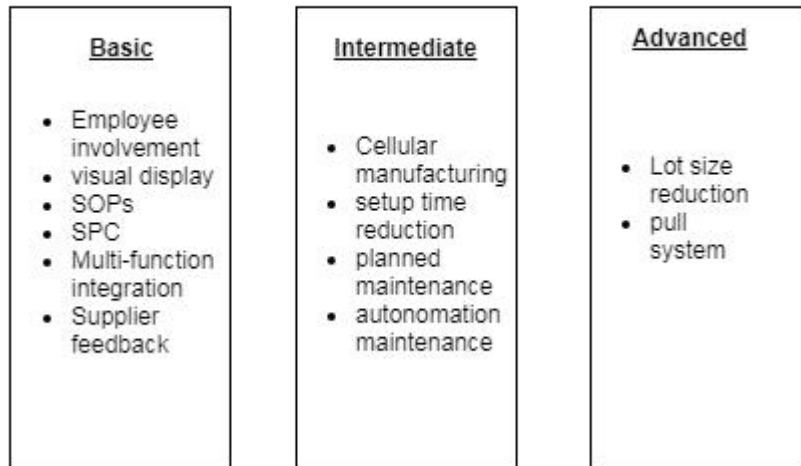 Basic
• Employee
involvement
• visual display
• SOPs
• SPC
• Multi-function
integration
• Supplier
feedback
Intermediate
• Cellular
manufacturing
• setup time
reduction
• planned
maintenance
• autonomation
maintenance
Advanced
• Lot size
reduction
• pull
system